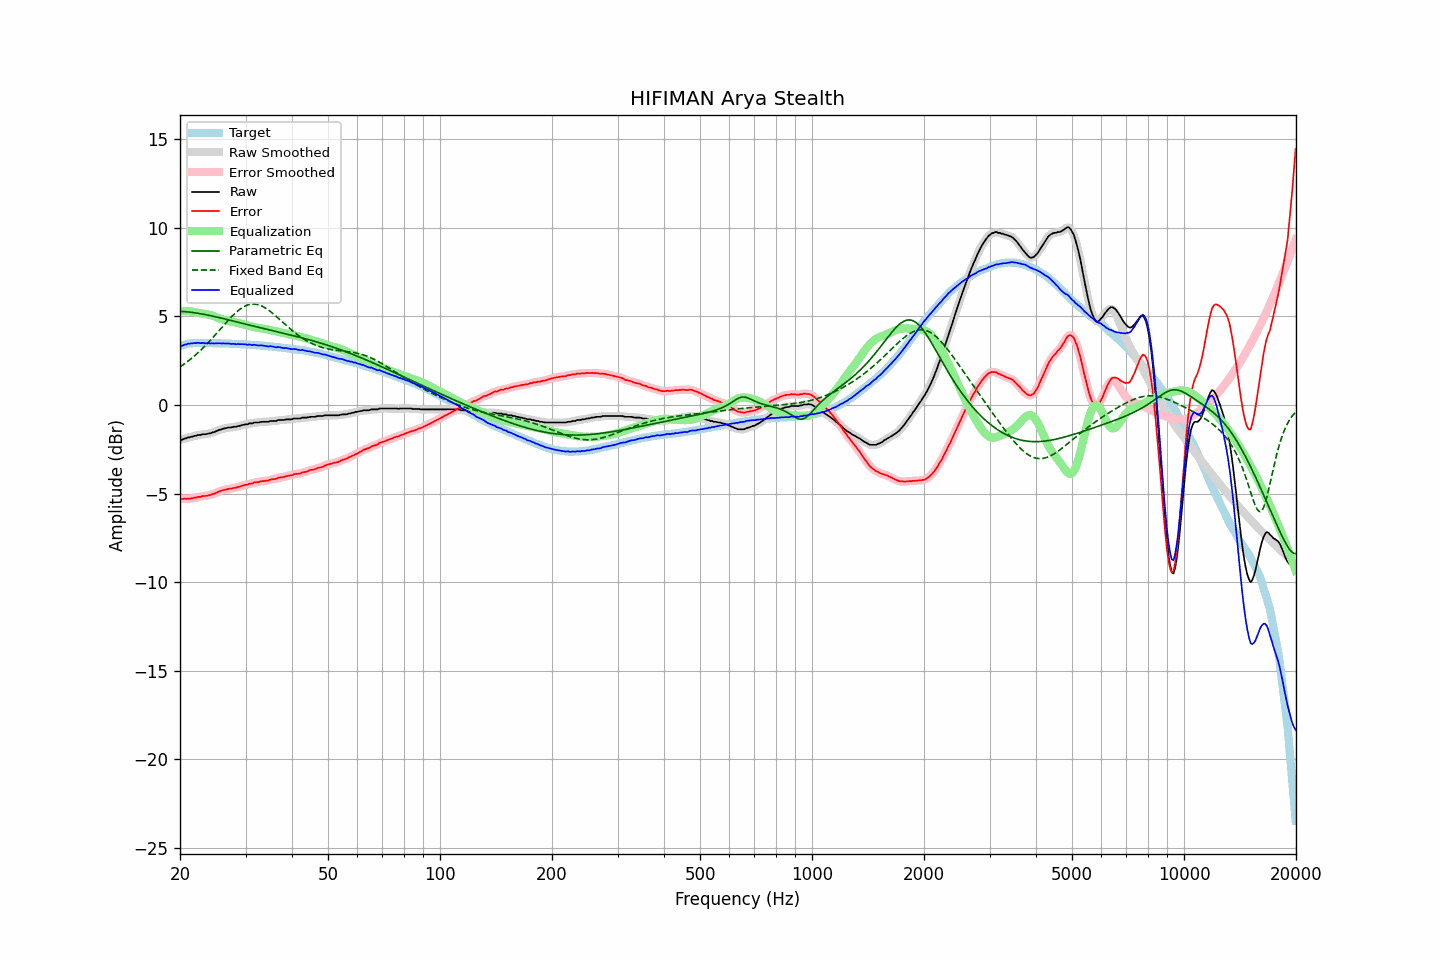 HIFIMAN Arya Stealth
Target
Raw Smoothed
Error Smoothed
Raw
Error
Equalization
Parametric Eq
Fixed Band Eq
Equalized
Amplitude (dBr)
15
10
5
0
−5
−10
−15
−20
−25
20 50 100 200 500 1000 2000 5000 10000 20000
Frequency (Hz)